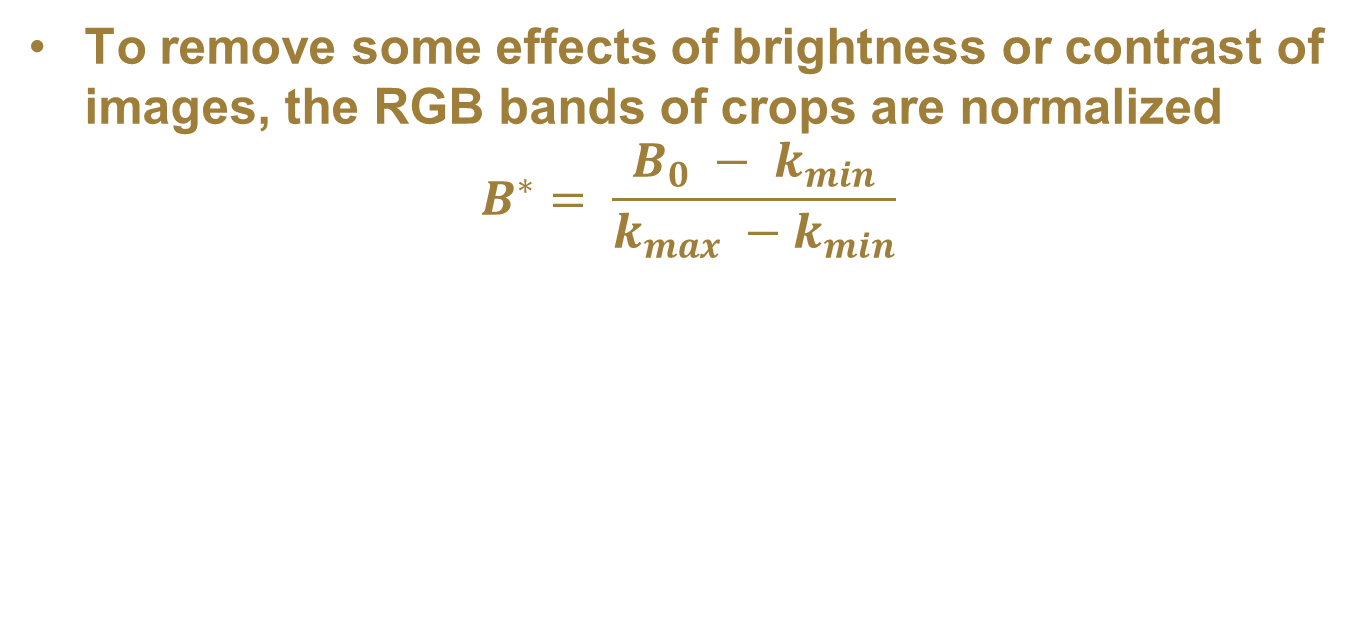 • To remove some effects of brightness or contrast of
images, the RGB bands of crops are normalized
B* = (B₀ − kₘᵢₙ) / (kₘₐₓ − kₘᵢₙ)